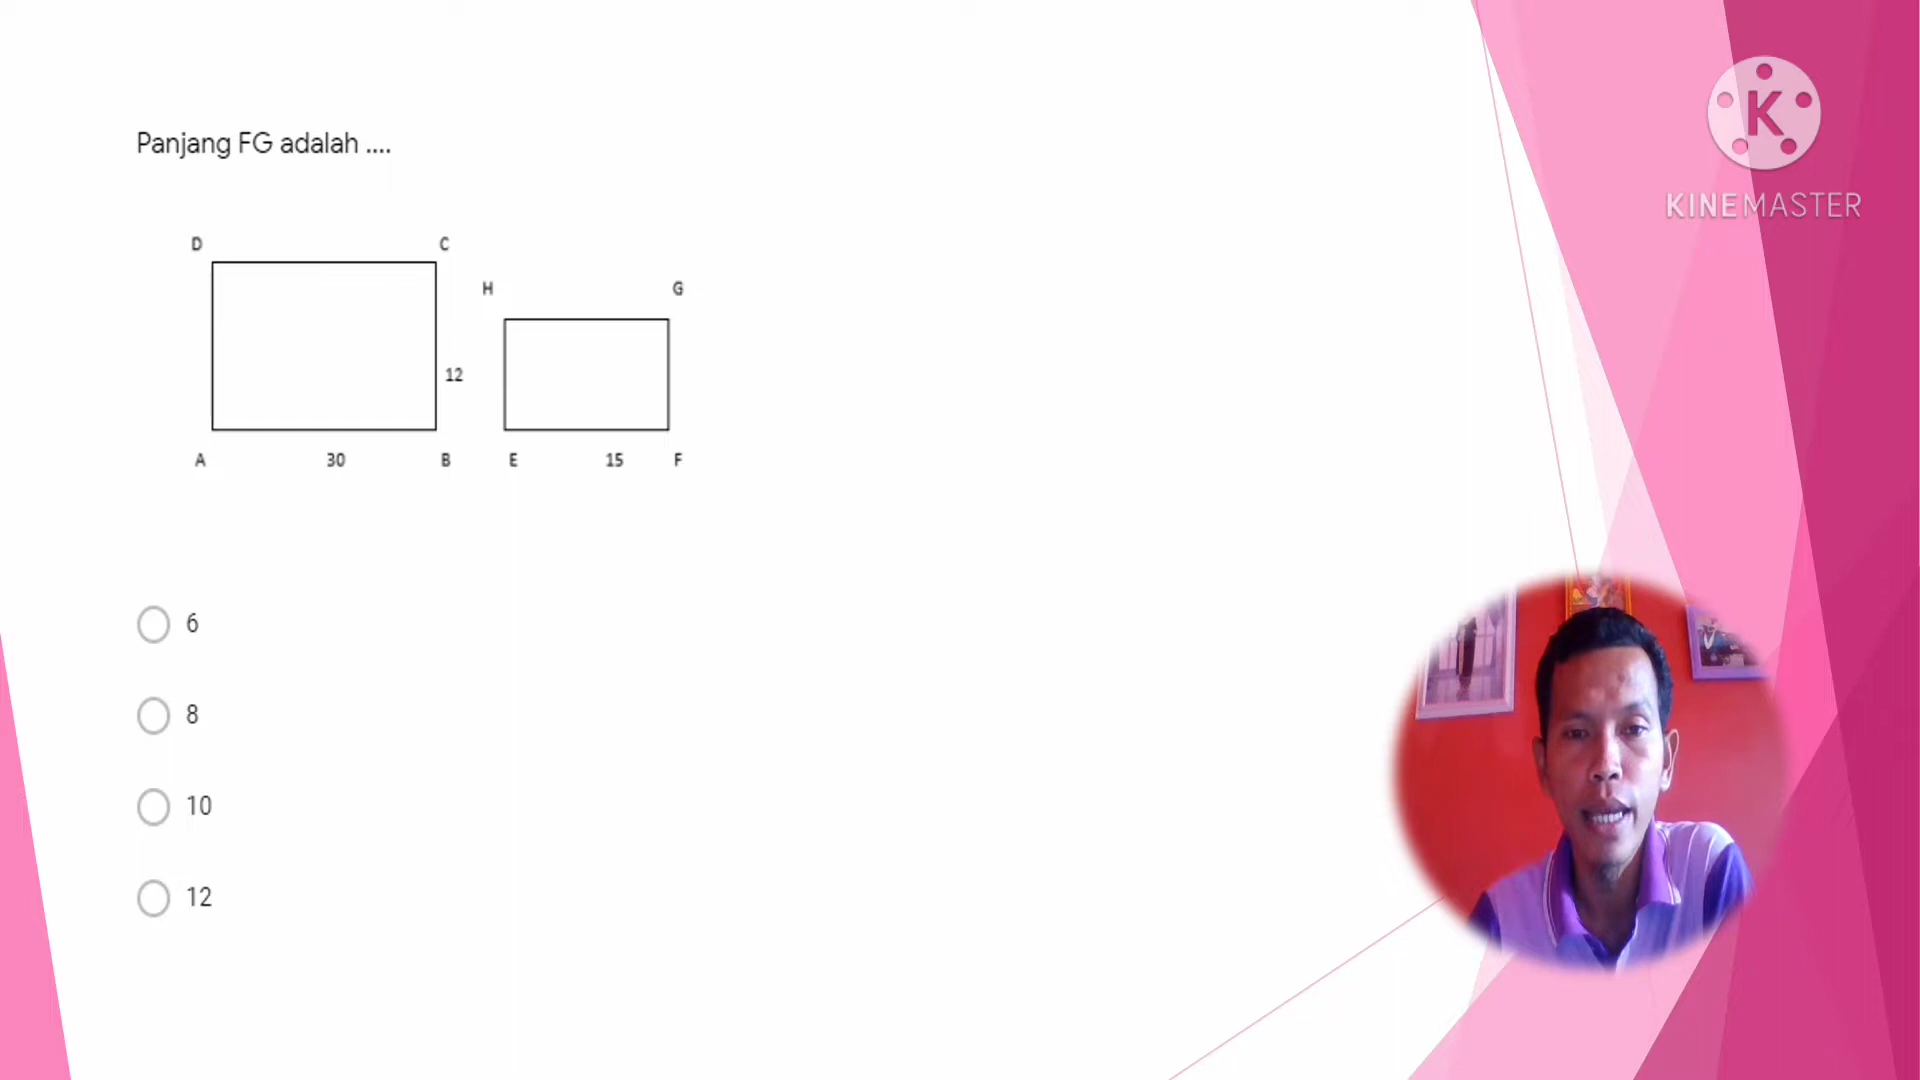 Panjang FG adalah ....
D C
H G
12
A 30 B E 15 F
6
8
10
12
K
KINEMASTER